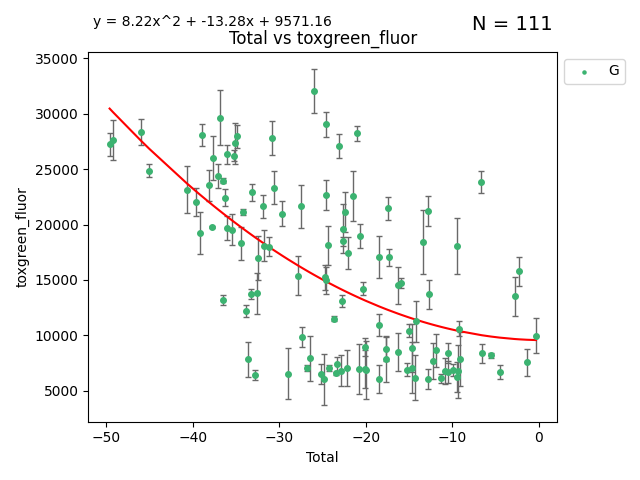 y = 8.22x^2 + -13.28x + 9571.16
N = 111
Total vs toxgreen_fluor
G
35000
30000
25000
20000
15000
10000
5000
toxgreen_fluor
−50 −40 −30 −20 −10 0
Total